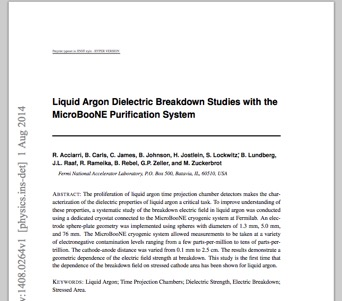 Liquid Argon Dielectric Breakdown Studies with the
MicroBooNE Purification System
R. Acciarri, B. Carls, C. James, B. Johnson, H. Jostlein, S. Lockwitz, B. Lundberg,
J.L. Raaf, R. Rameika, B. Rebel, G.P. Zeller, and M. Zuckerbrot
Fermi National Accelerator Laboratory, P.O. Box 500, Batavia, IL, 60510, USA
ABSTRACT: The proliferation of liquid argon time projection chamber detectors makes the char-
acterization of the dielectric properties of liquid argon a critical task. To improve understanding of
these properties, a systematic study of the breakdown electric field in liquid argon was conducted
using a dedicated cryostat connected to the MicroBooNE cryogenic system at Fermilab. An elec-
trode sphere-plate geometry was implemented using spheres with diameters of 1.3 mm, 5.0 mm,
and 76 mm. The MicroBooNE cryogenic system allowed measurements to be taken at a variety
of electronegative contamination levels ranging from a few parts-per-million to tens of parts-per-
trillion. The cathode-anode distance was varied from 0.1 mm to 2.5 cm. The results demonstrate a
geometric dependence of the electric field strength at breakdown. This study is the first time that
the dependence of the breakdown field on stressed cathode area has been shown for liquid argon.
KEYWORDS: Liquid Argon; Time Projection Chambers; Dielectric Strength, Electric Breakdown;
Stressed Area.
v:1408.0264v1 [physics.ins-det] 1 Aug 2014